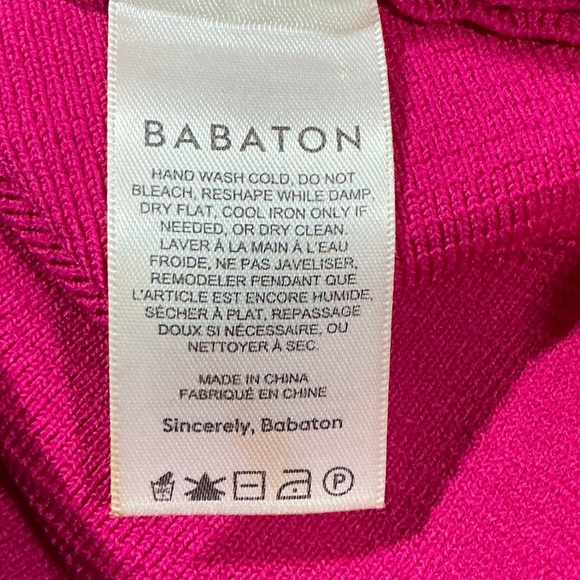 BABATON
HAND WASH COLD, DO NOT
BLEACH, RESHAPE WHILE DAMP.
DRY FLAT, COOL IRON ONLY IF
NEEDED, OR DRY CLEAN.
LAVER À LA MAIN À L'EAU
FROIDE, NE PAS JAVELISER,
REMODELER PENDANT QUE
L'ARTICLE EST ENCORE HUMIDE,
SÉCHER À PLAT, REPASSAGE
DOUX SI NÉCESSAIRE, OU
NETTOYER À SEC.
MADE IN CHINA
FABRIQUÉ EN CHINE
Sincerely, Babaton
P